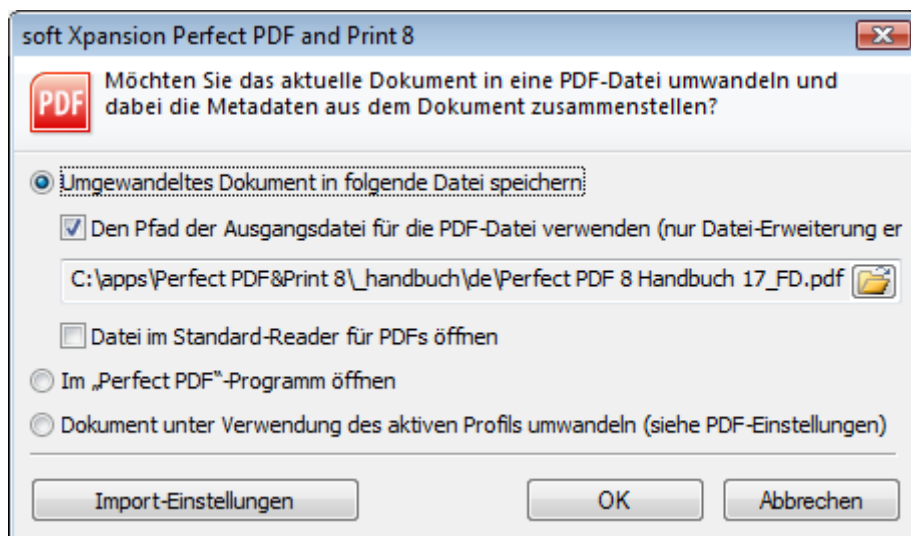 soft Xpansion Perfect PDF and Print 8
PDF
Möchten Sie das aktuelle Dokument in eine PDF-Datei umwandeln und
dabei die Metadaten aus dem Dokument zusammenstellen?
Umgewandeltes Dokument in folgende Datei speichern
Den Pfad der Ausgangsdatei für die PDF-Datei verwenden (nur Datei-Erweiterung er
C:\apps\Perfect PDF&Print 8\_handbuch\de\Perfect PDF 8 Handbuch 17_FD.pdf
Datei im Standard-Reader für PDFs öffnen
Im „Perfect PDF“-Programm öffnen
Dokument unter Verwendung des aktiven Profils umwandeln (siehe PDF-Einstellungen)
Import-Einstellungen OK Abbrechen